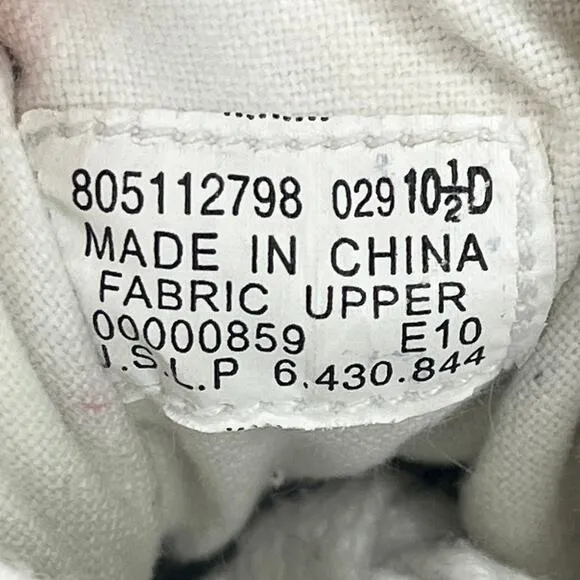 805112798 029 10½D
MADE IN CHINA
FABRIC UPPER
00000859 E10
J.S.L.P 6.430.844